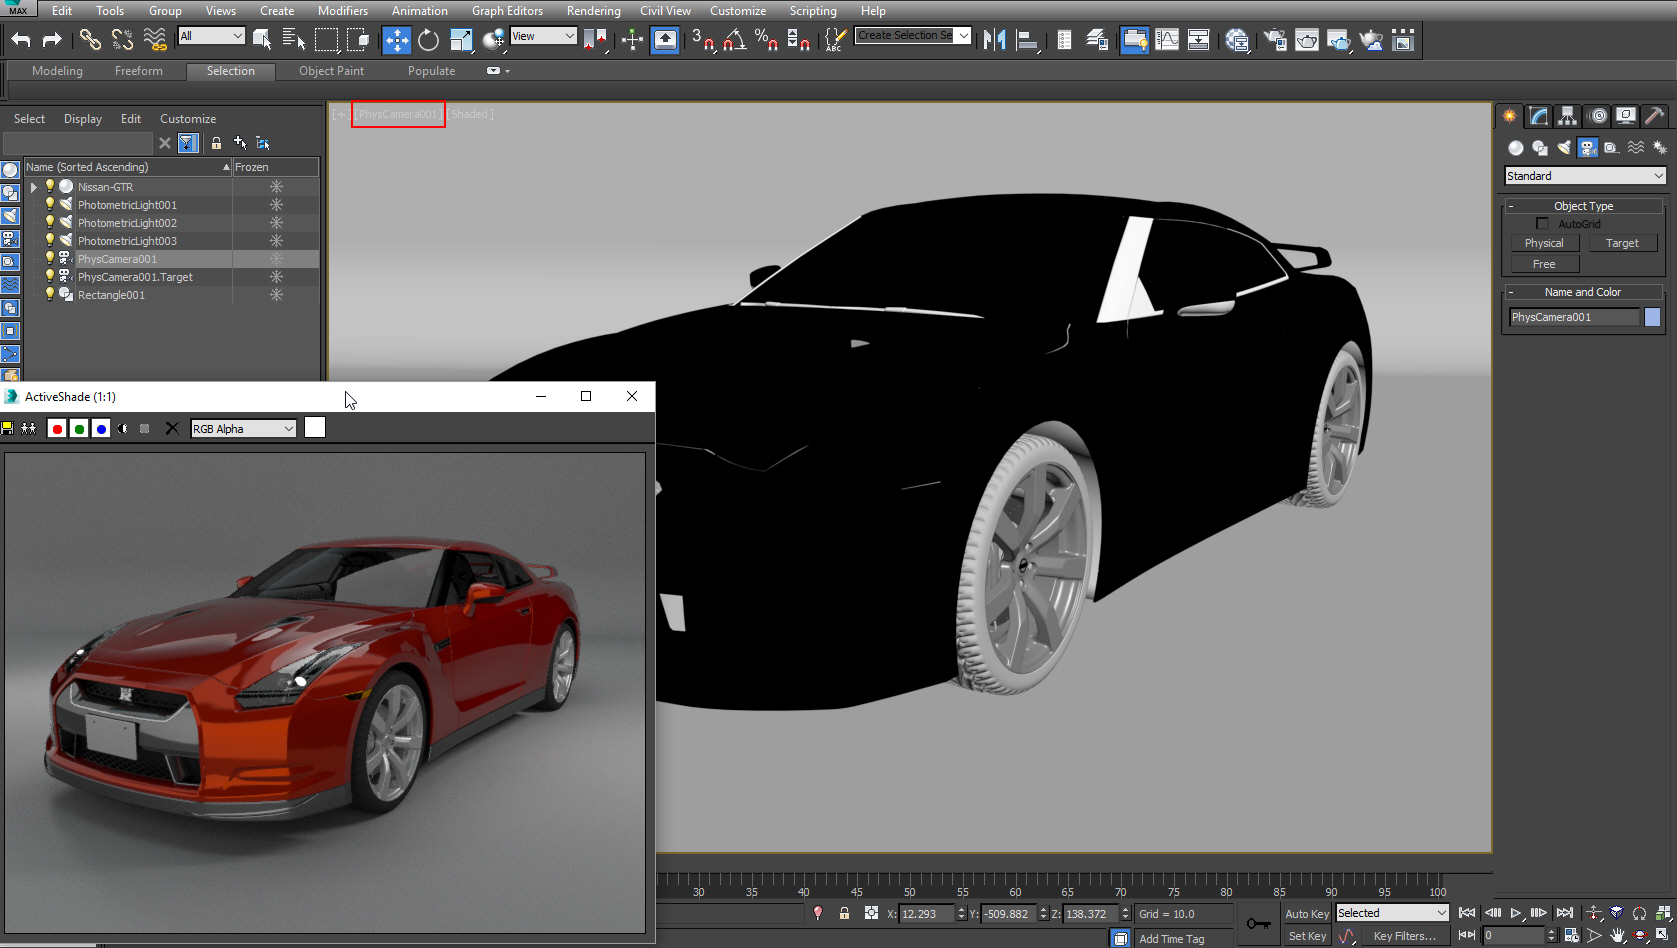 MAX
Edit Tools Group Views Create Modifiers Animation Graph Editors Rendering Civil View Customize Scripting Help
All
View
3
%
ABC
Create Selection Se
Modeling Freeform Selection Object Paint Populate
Select Display Edit Customize
Name (Sorted Ascending) Frozen
Nissan-GTR
PhotometricLight001
PhotometricLight002
PhotometricLight003
PhysCamera001
PhysCamera001.Target
Rectangle001
[+] [PhysCamera001] [Shaded]
Standard
- Object Type
AutoGrid
Physical Target
Free
- Name and Color
PhysCamera001
ActiveShade (1:1)
RGB Alpha
30 35 40 45 50 55 60 65 70 75 80 85 90 95 100
X: 12.293 Y: -509.882 Z: 138.372 Grid = 10.0
Auto Key Selected
Add Time Tag
Set Key Key Filters... 0